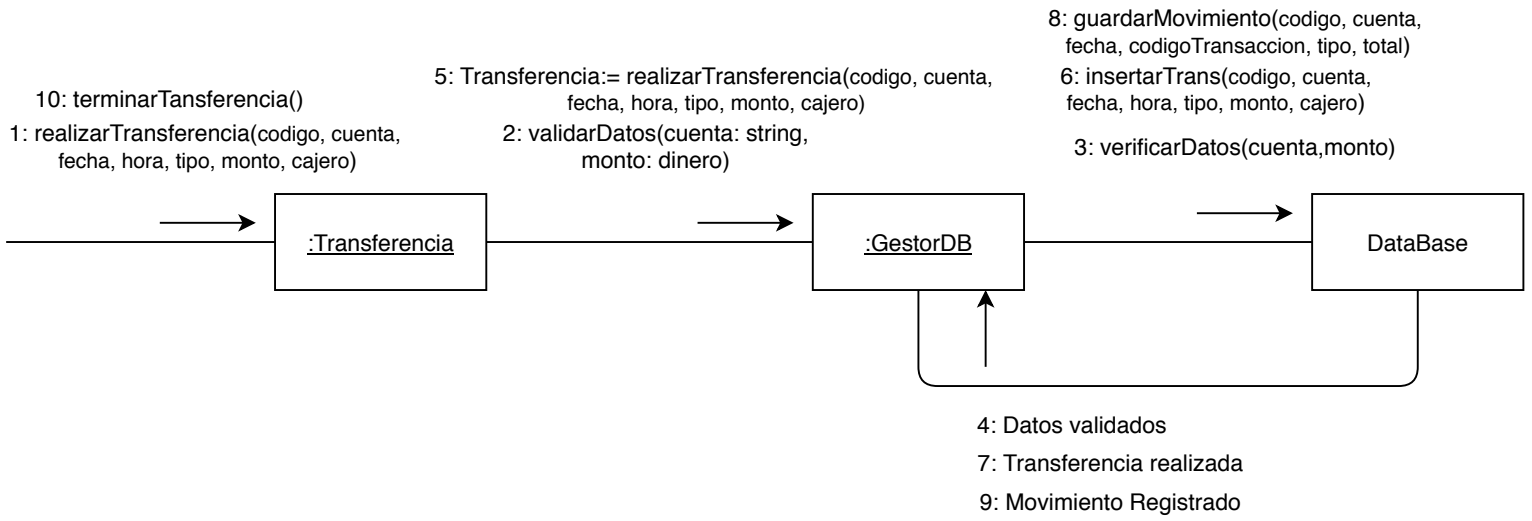 8: guardarMovimiento(codigo, cuenta,
fecha, codigoTransaccion, tipo, total)
5: Transferencia:= realizarTransferencia(codigo, cuenta,
fecha, hora, tipo, monto, cajero)
6: insertarTrans(codigo, cuenta,
fecha, hora, tipo, monto, cajero)
10: terminarTansferencia()
1: realizarTransferencia(codigo, cuenta,
fecha, hora, tipo, monto, cajero)
2: validarDatos(cuenta: string,
monto: dinero)
3: verificarDatos(cuenta,monto)
:Transferencia
:GestorDB
DataBase
4: Datos validados
7: Transferencia realizada
9: Movimiento Registrado